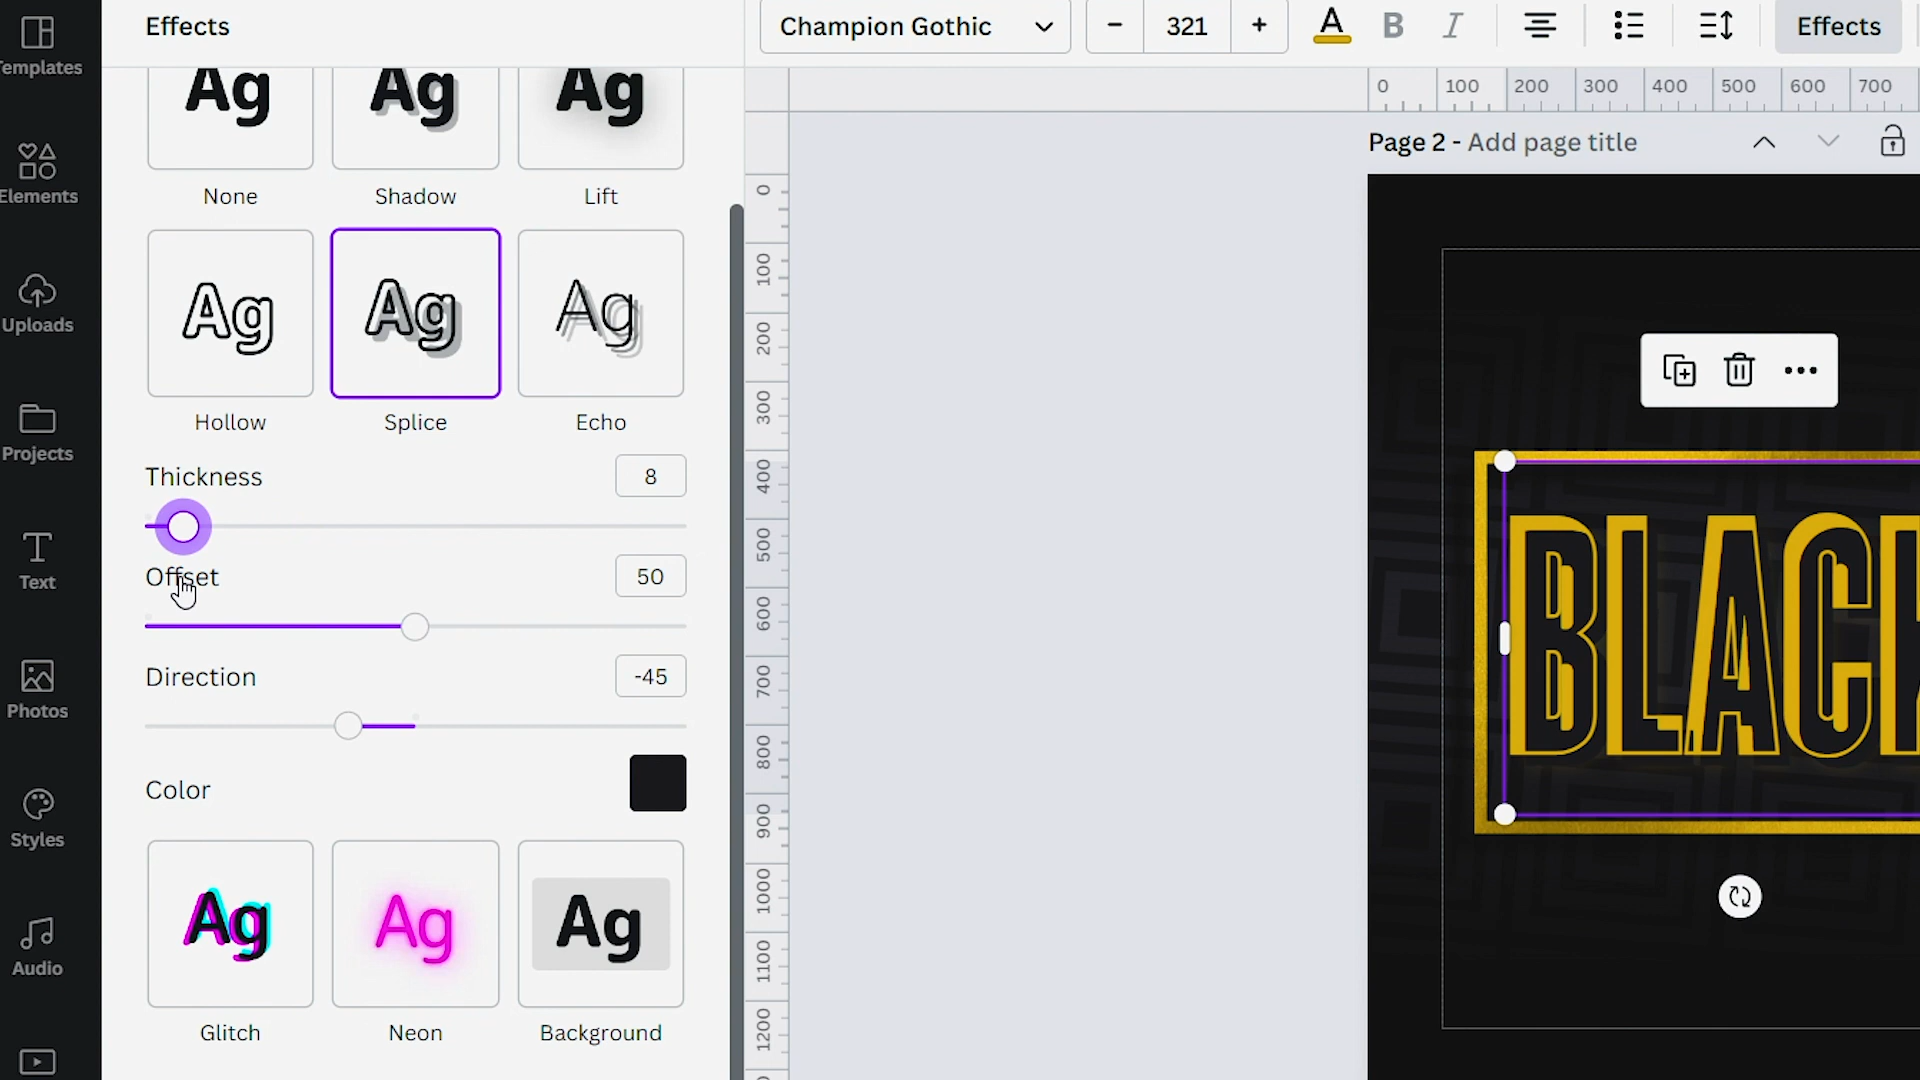 Effects
Champion Gothic
-
321
+
A
B
I
Effects
Templates
Elements
Uploads
Projects
Text
Photos
Styles
Audio
Ag
Ag
Ag
None
Shadow
Lift
Ag
Ag
Ag
Hollow
Splice
Echo
Thickness
8
Offset
50
Direction
-45
Color
Ag
Ag
Ag
Glitch
Neon
Background
0 100 200 300 400 500 600 700
Page 2 - Add page title
0
100
200
300
400
500
600
700
800
900
1000
1100
1200
BLACK